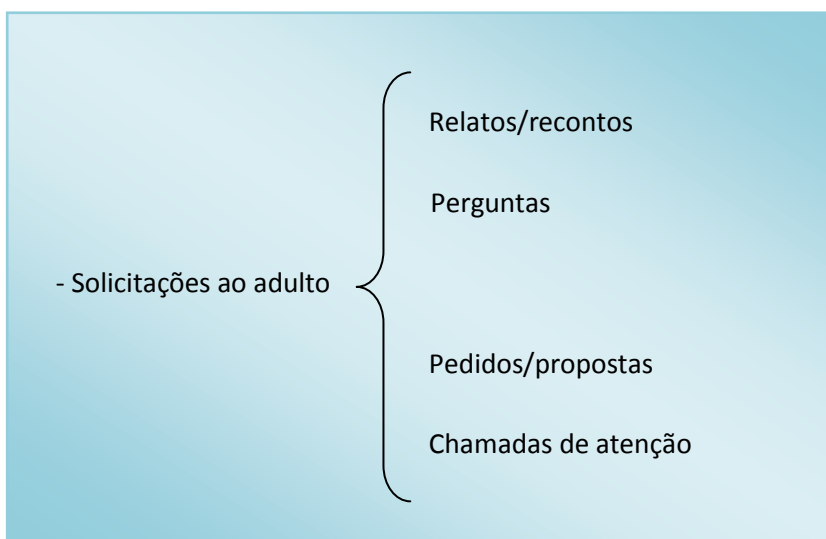 Relatos/recontos
Perguntas
- Solicitações ao adulto
Pedidos/propostas
Chamadas de atenção